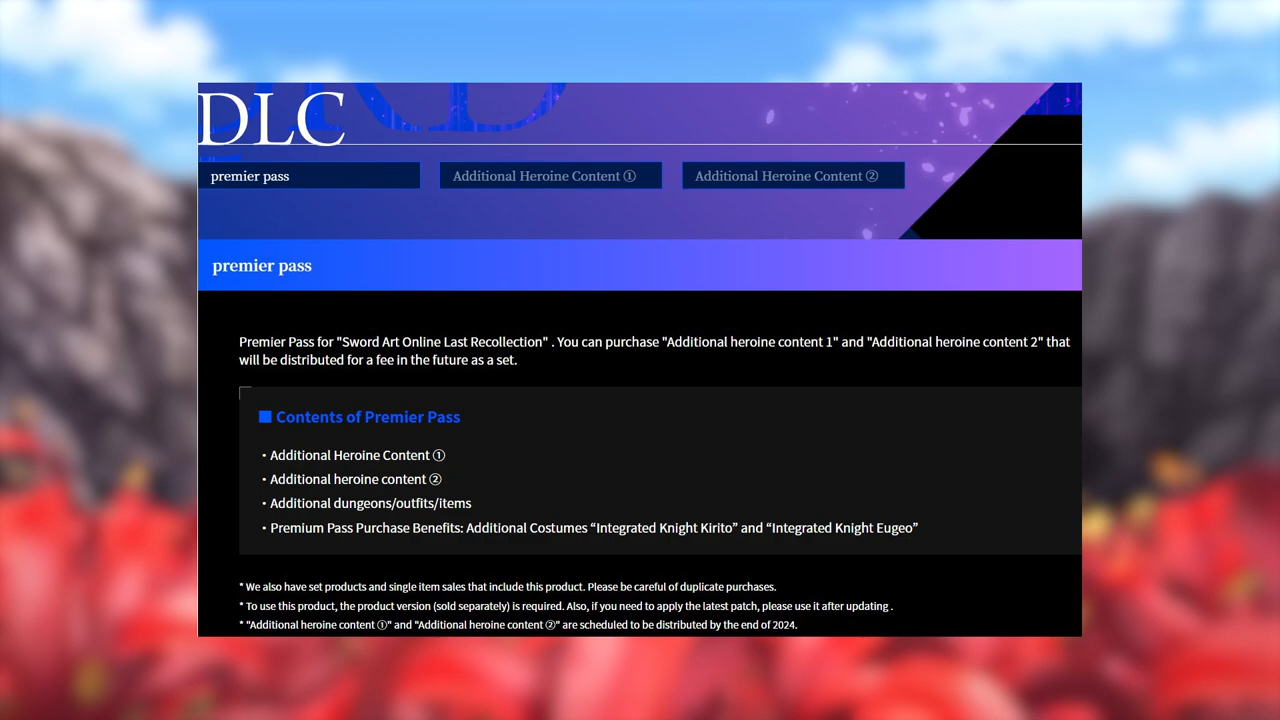 DLC
premier pass
Additional Heroine Content ①
Additional Heroine Content ②
premier pass
Premier Pass for "Sword Art Online Last Recollection" . You can purchase "Additional heroine content 1" and "Additional heroine content 2" that
will be distributed for a fee in the future as a set.
■ Contents of Premier Pass
・Additional Heroine Content ①
・Additional heroine content ②
・Additional dungeons/outfits/items
・Premium Pass Purchase Benefits: Additional Costumes “Integrated Knight Kirito” and “Integrated Knight Eugeo”
* We also have set products and single item sales that include this product. Please be careful of duplicate purchases.
* To use this product, the product version (sold separately) is required. Also, if you need to apply the latest patch, please use it after updating .
* "Additional heroine content ①" and "Additional heroine content ②" are scheduled to be distributed by the end of 2024.